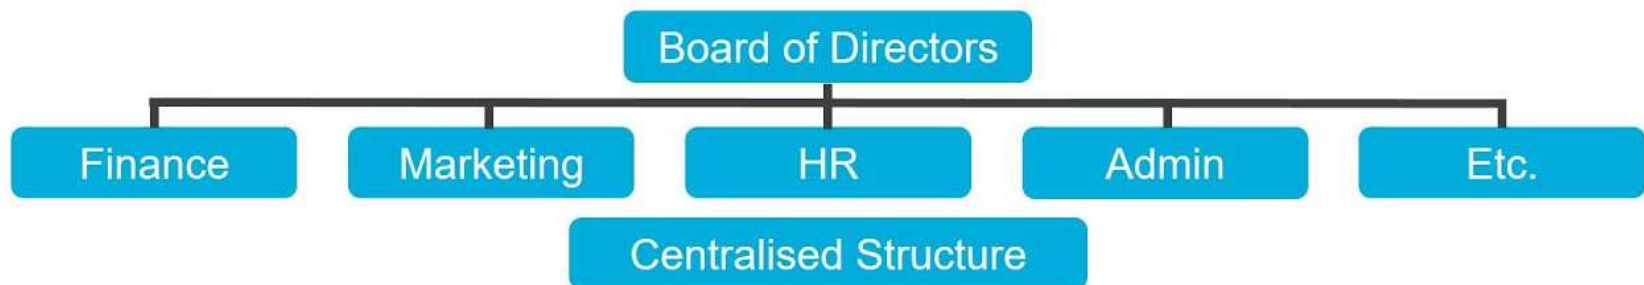 Board of Directors
Finance Marketing HR Admin Etc.
Centralised Structure